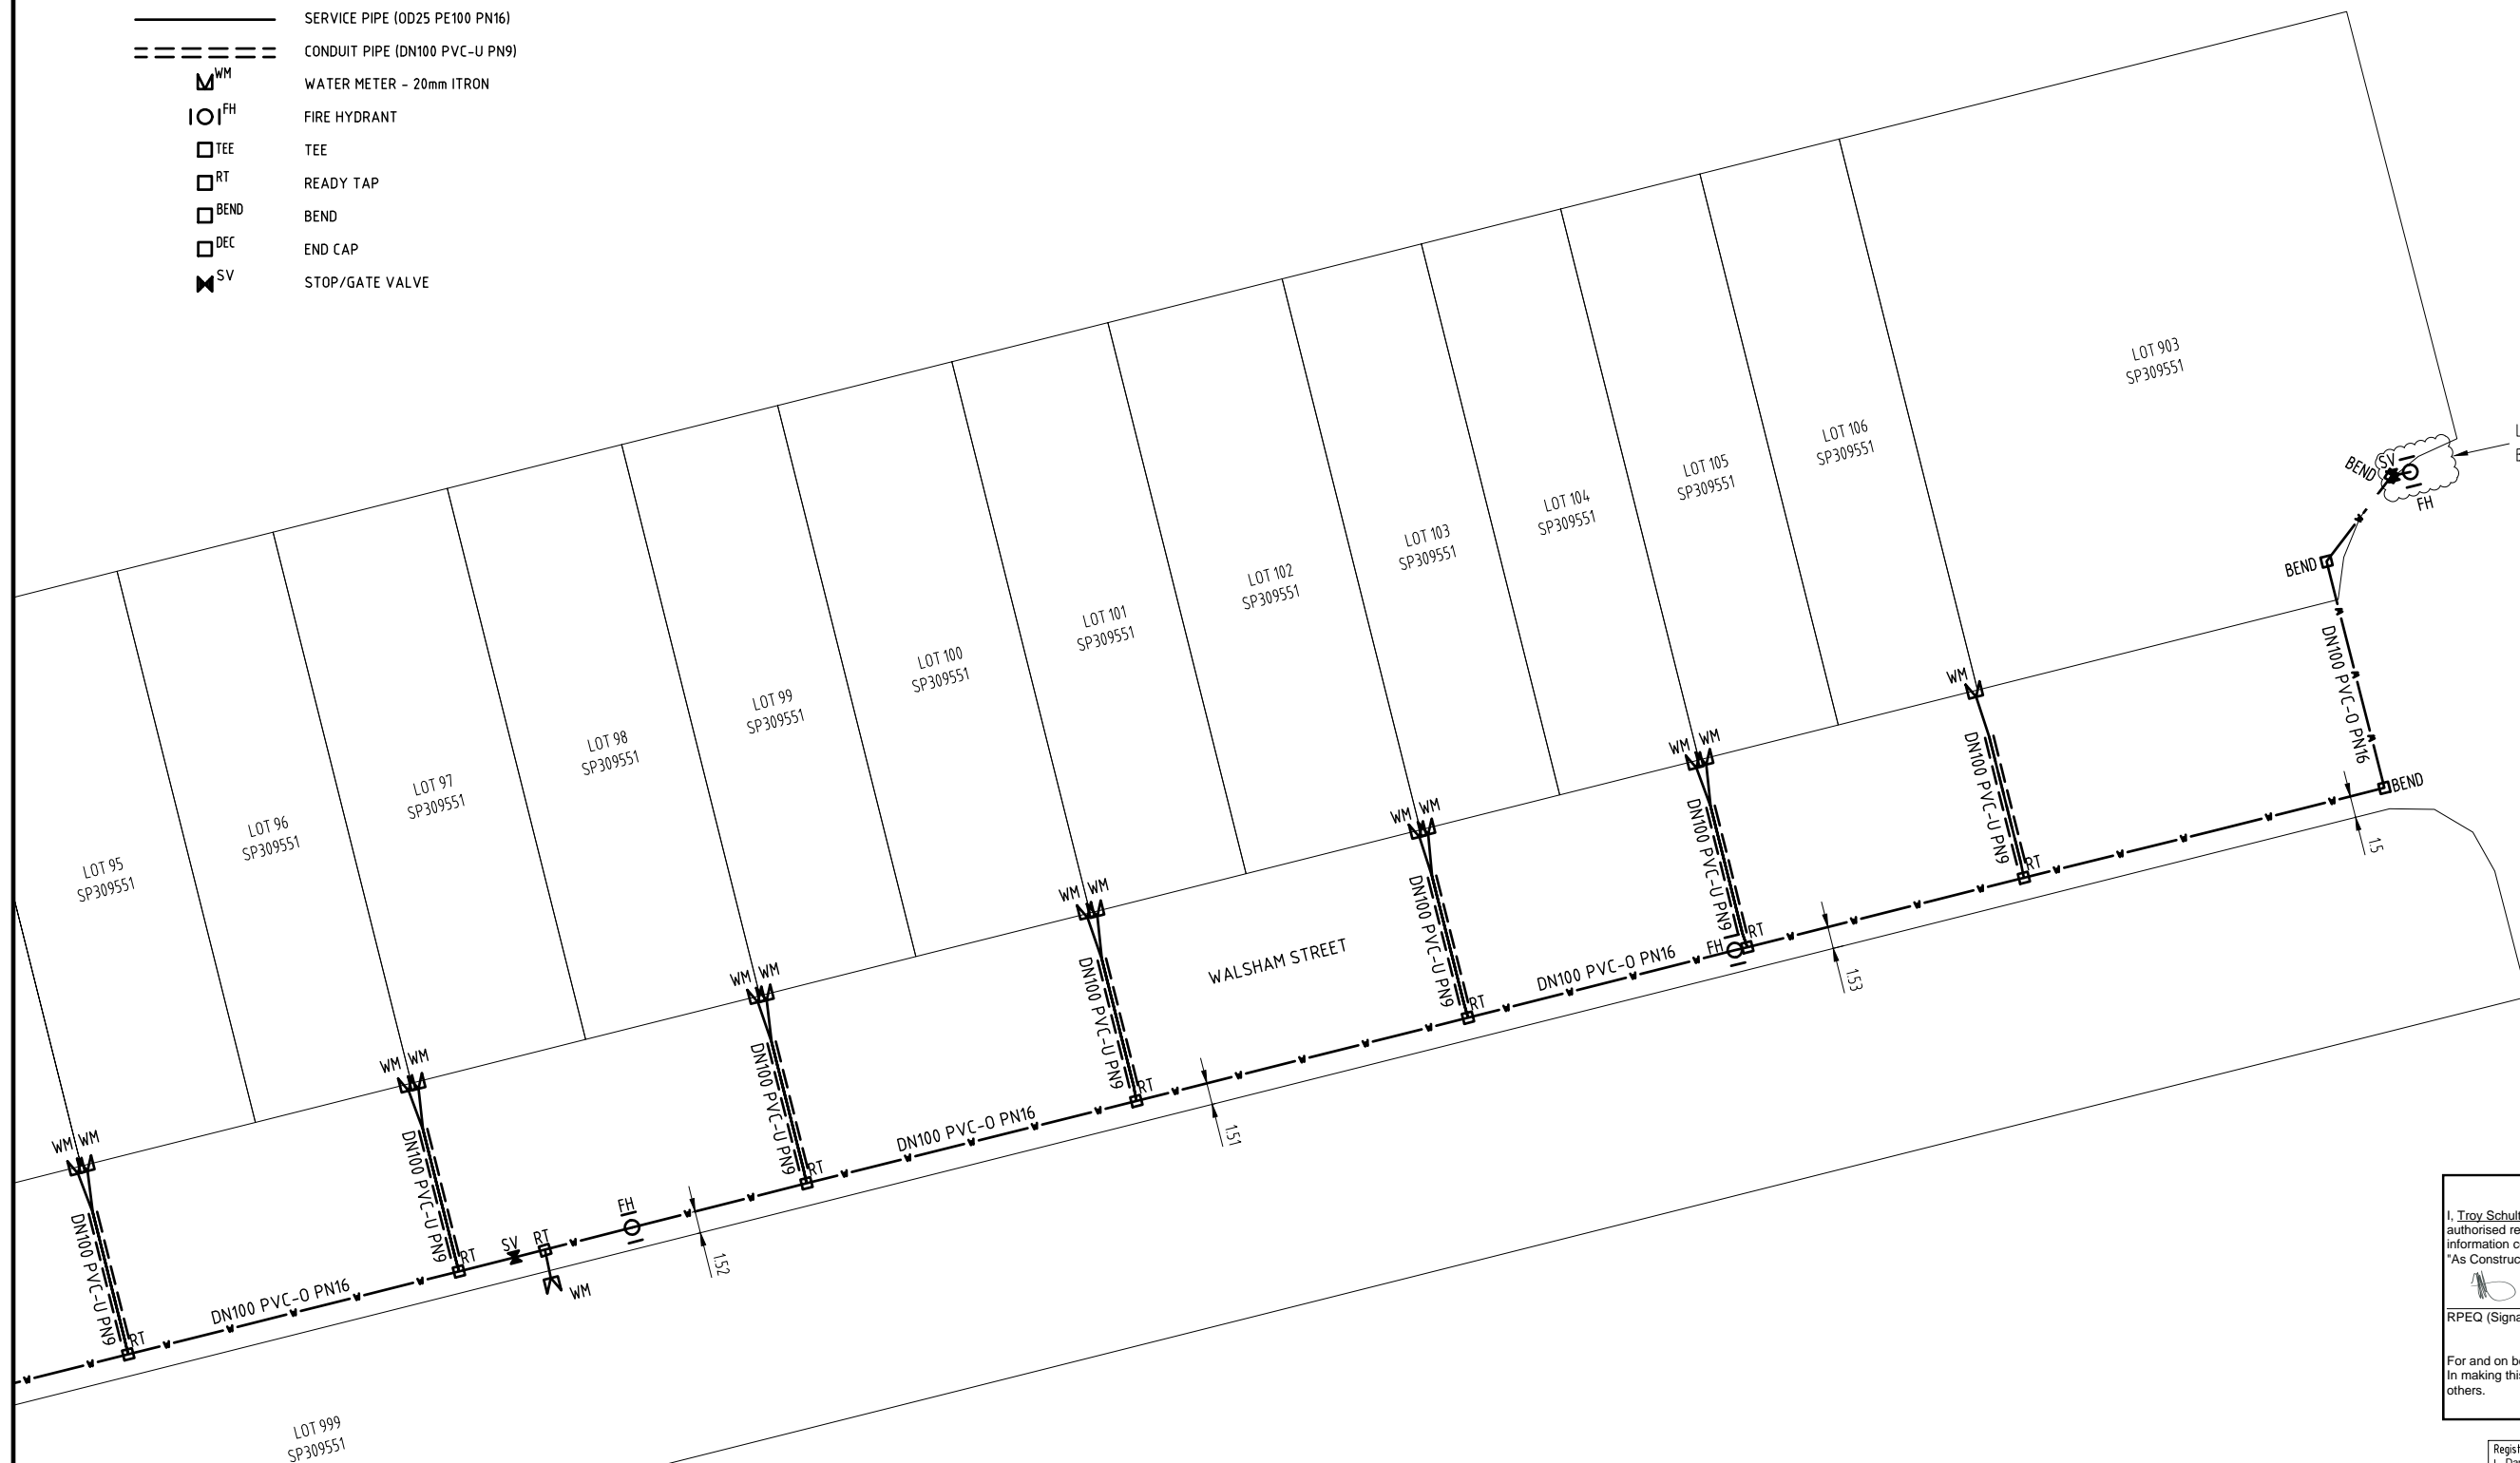 SERVICE PIPE (OD25 PE100 PN16)
CONDUIT PIPE (DN100 PVC-U PN9)
WM
WATER METER - 20mm ITRON
FH
FIRE HYDRANT
TEE
TEE
RT
READY TAP
BEND
BEND
DEC
END CAP
SV
STOP/GATE VALVE
LOT 903
SP309551
LOT 106
SP309551
LOT 105
SP309551
LOT 104
SP309551
LOT 103
SP309551
LOT 102
SP309551
LOT 101
SP309551
LOT 100
SP309551
LOT 99
SP309551
LOT 98
SP309551
LOT 97
SP309551
LOT 96
SP309551
LOT 95
SP309551
BEND
SV
FH
BEND
DN100 PVC-O PN16
BEND
1.5
WM
DN100 PVC-U PN9
RT
WM WM
DN100 PVC-U PN9
FH
RT
1.53
WM WM
DN100 PVC-U PN9
RT
DN100 PVC-O PN16
WALSHAM STREET
WM WM
DN100 PVC-U PN9
RT
1.51
DN100 PVC-O PN16
WM WM
DN100 PVC-U PN9
RT
1.52
FH
RT
SV
WM
WM WM
DN100 PVC-U PN9
RT
DN100 PVC-O PN16
WM WM
DN100 PVC-U PN9
RT
LOT 999
SP309551
I, Troy Schult
authorised re
information c
"As Construc
RPEQ (Signa
For and on b
In making this
others.
Regist